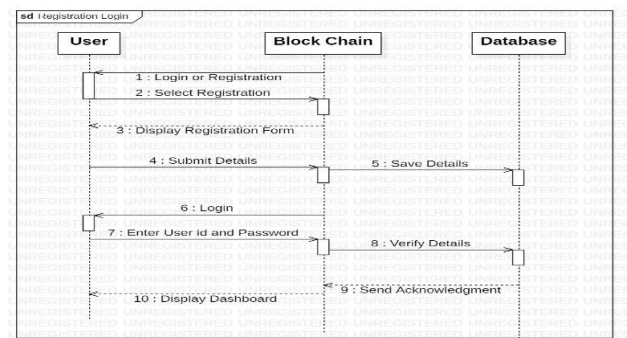 sd Registration Login
User
Block Chain
Database
1 : Login or Registration
2 : Select Registration
3 : Display Registration Form
4 : Submit Details
5 : Save Details
6 : Login
7 : Enter User id and Password
8 : Verify Details
9 : Send Acknowledgment
10 : Display Dashboard